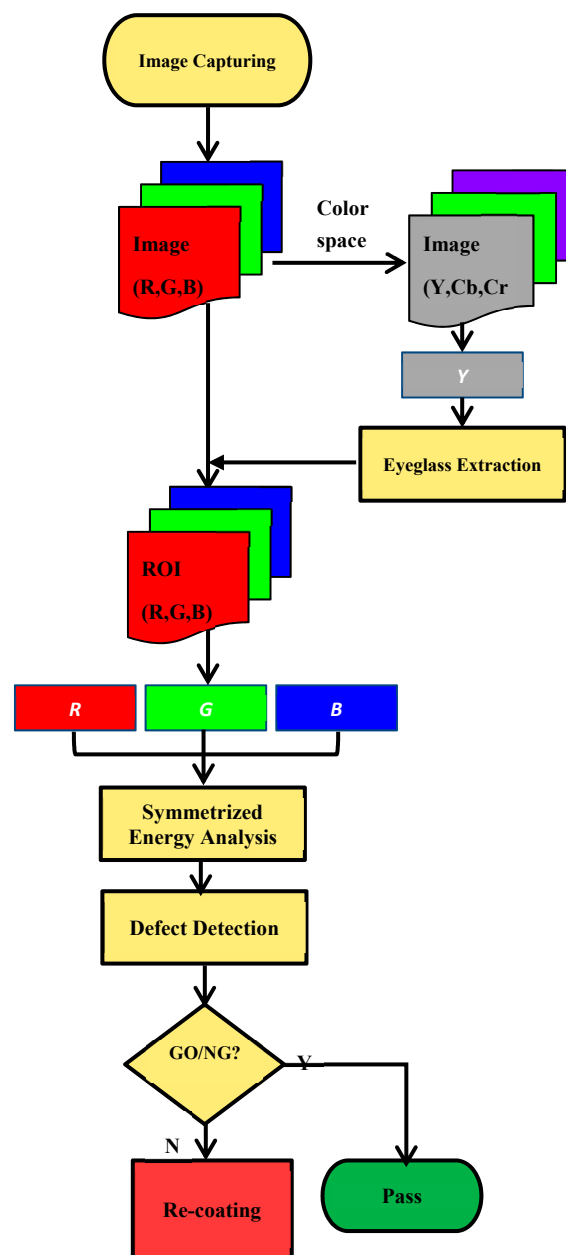 Image Capturing
Color
space
Image
(R,G,B)
Image
(Y,Cb,Cr
Y
Eyeglass Extraction
ROI
(R,G,B)
R
G
B
Symmetrized
Energy Analysis
Defect Detection
GO/NG?
Y
N
Re-coating
Pass